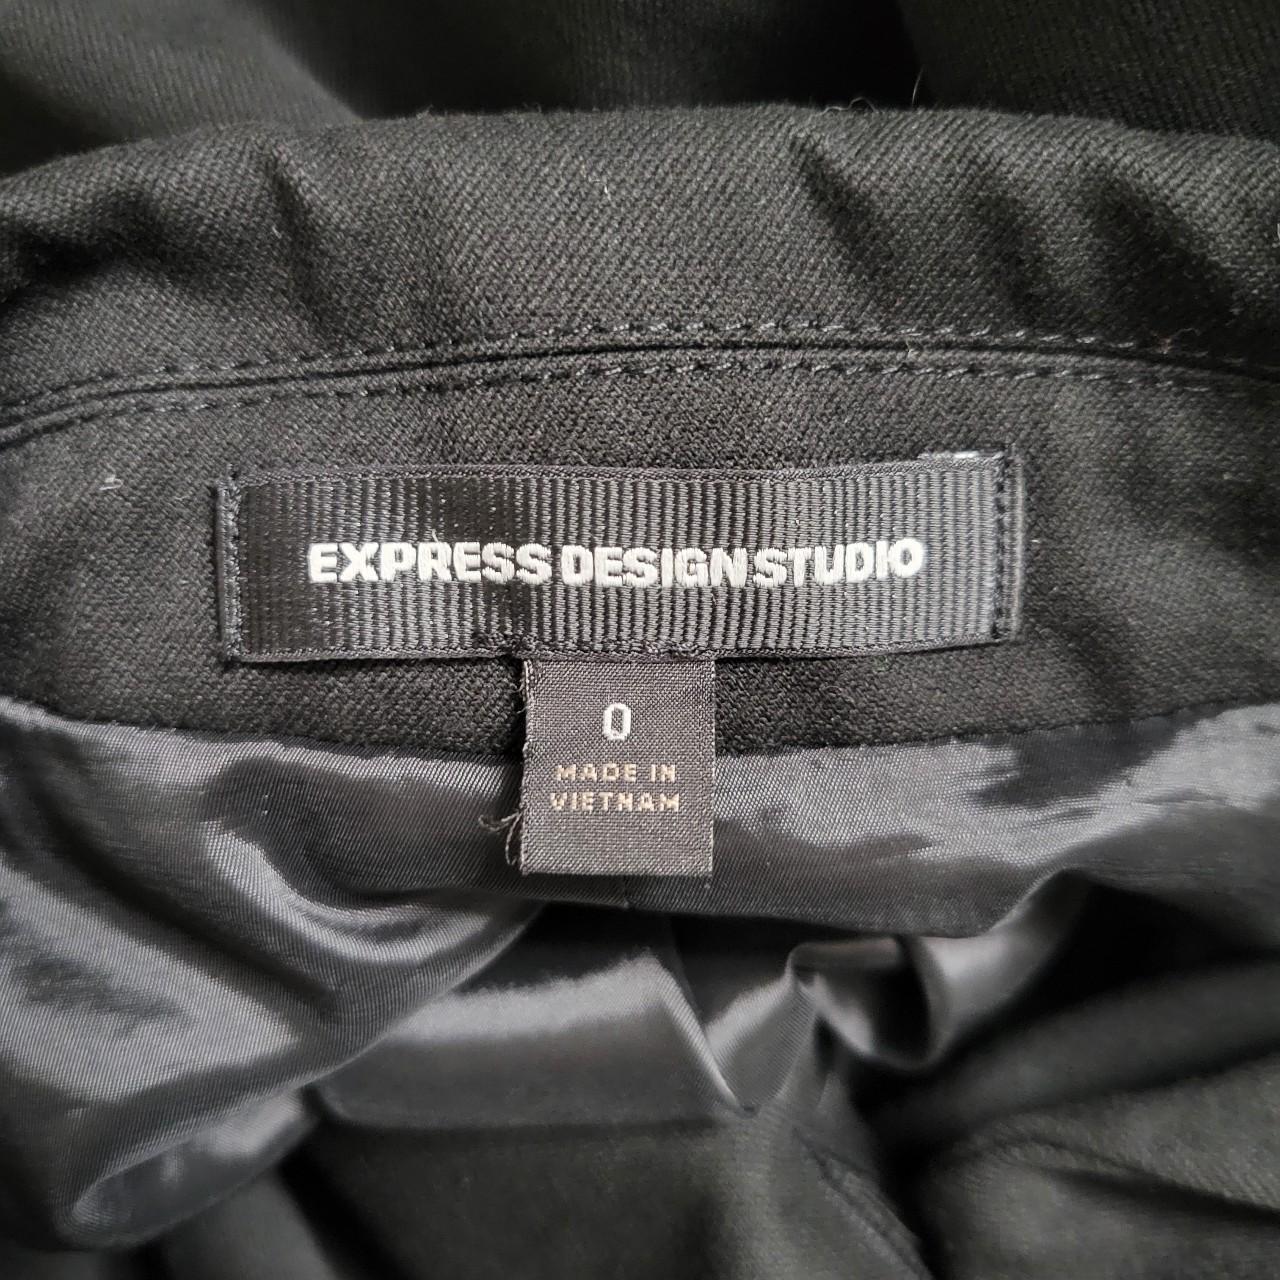 EXPRESS DESIGN STUDIO
0
MADE IN
VIETNAM